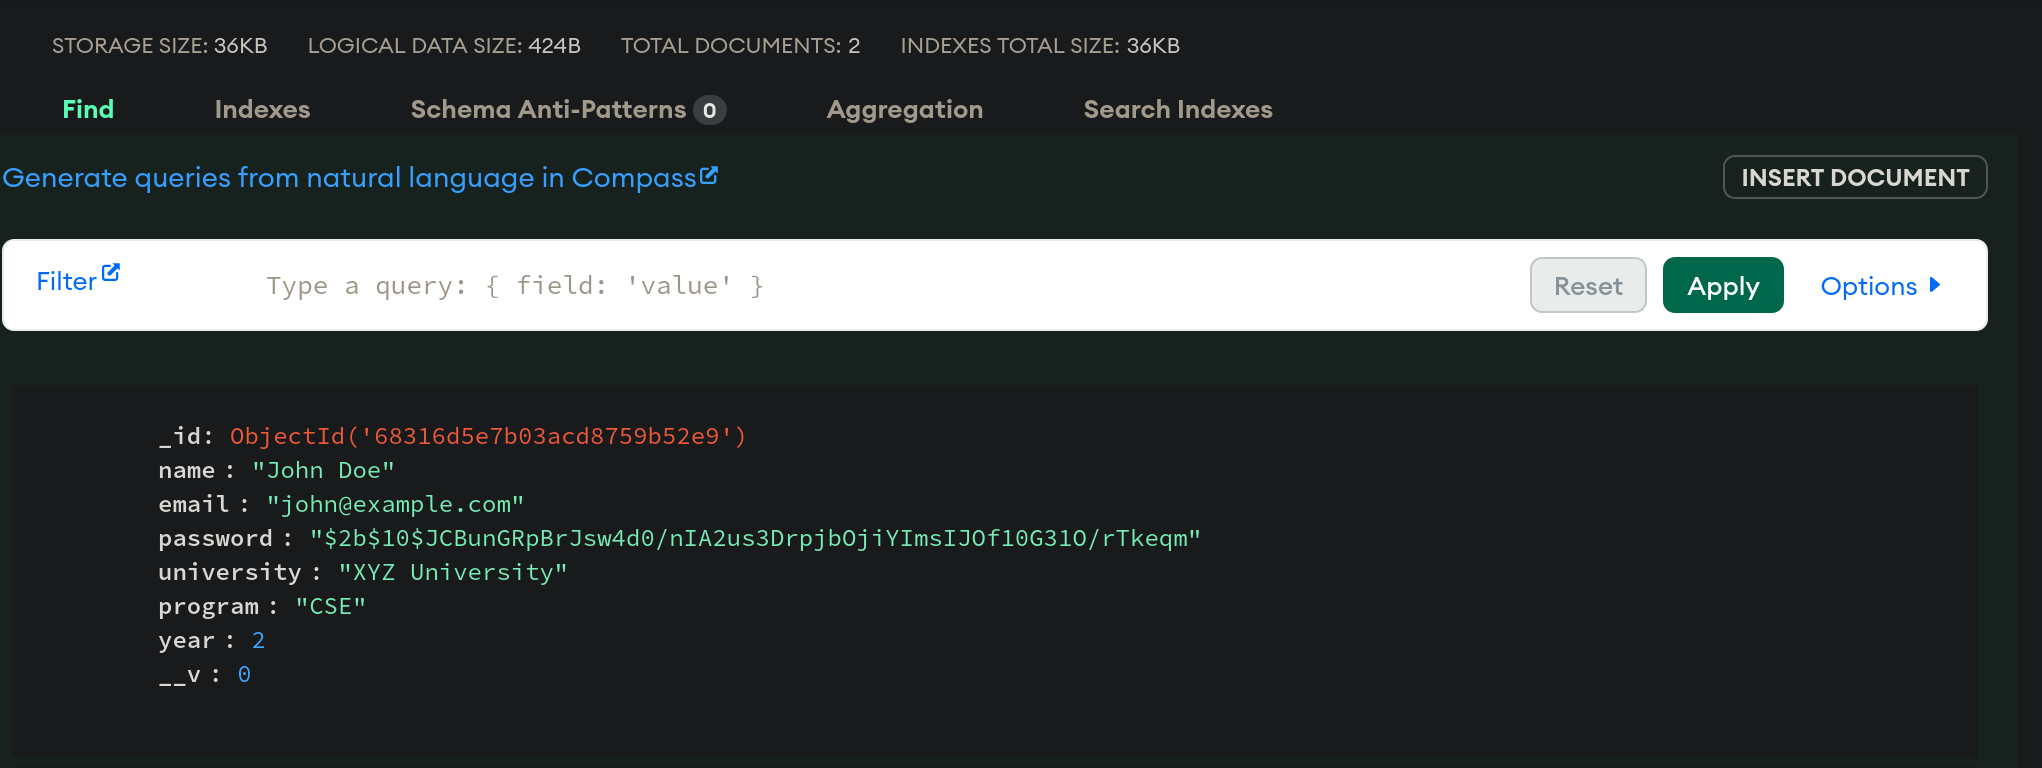 STORAGE SIZE: 36KB LOGICAL DATA SIZE: 424B TOTAL DOCUMENTS: 2 INDEXES TOTAL SIZE: 36KB
Find Indexes Schema Anti-Patterns 0 Aggregation Search Indexes
Generate queries from natural language in Compass INSERT DOCUMENT
Filter Type a query: { field: 'value' } Reset Apply Options
_id: ObjectId('68316d5e7b03acd8759b52e9')
name : "John Doe"
email : "john@example.com"
password : "$2b$10$JCBunGRpBrJsw4d0/nIA2us3DrpjbOjiYImsIJOf10G31O/rTkeqm"
university : "XYZ University"
program : "CSE"
year : 2
__v : 0